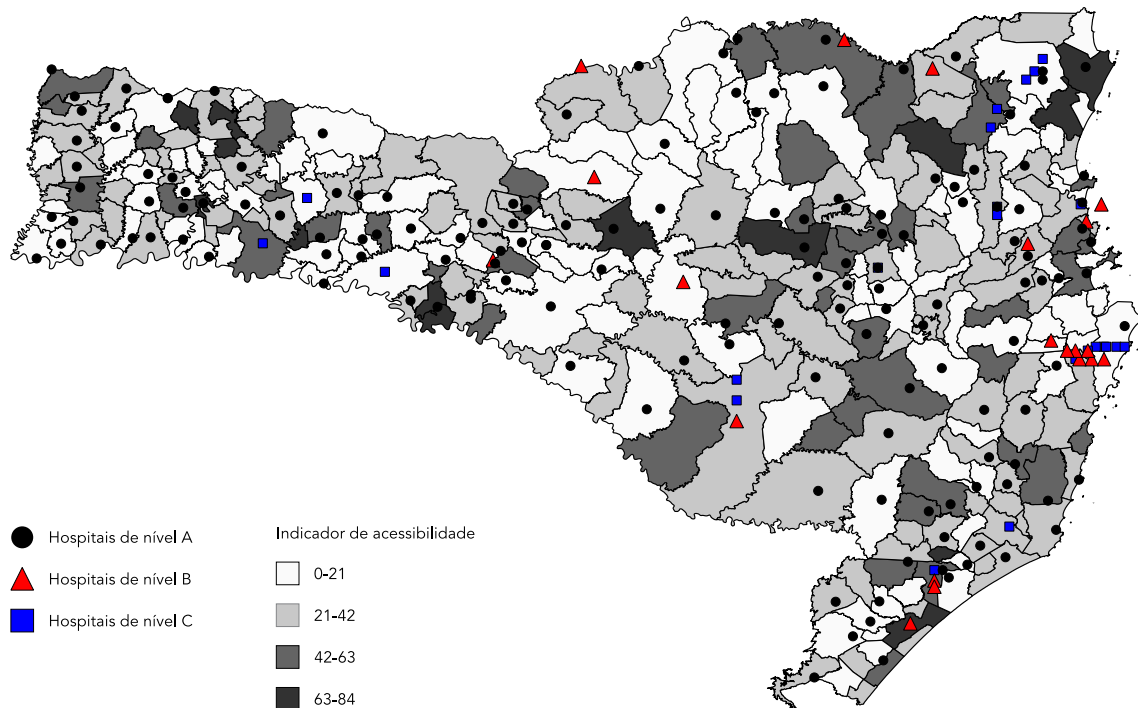 Hospitais de nível A
Hospitais de nível B
Hospitais de nível C
Indicador de acessibilidade
0-21
21-42
42-63
63-84